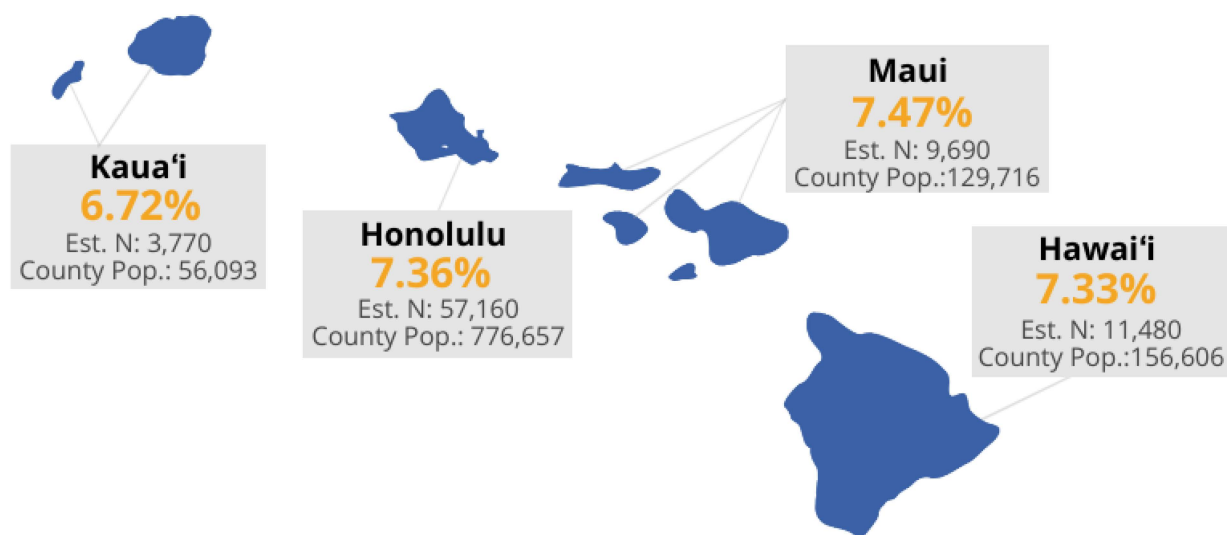 Kauaʻi
6.72%
Est. N: 3,770
County Pop.: 56,093
Honolulu
7.36%
Est. N: 57,160
County Pop.: 776,657
Maui
7.47%
Est. N: 9,690
County Pop.:129,716
Hawaiʻi
7.33%
Est. N: 11,480
County Pop.:156,606